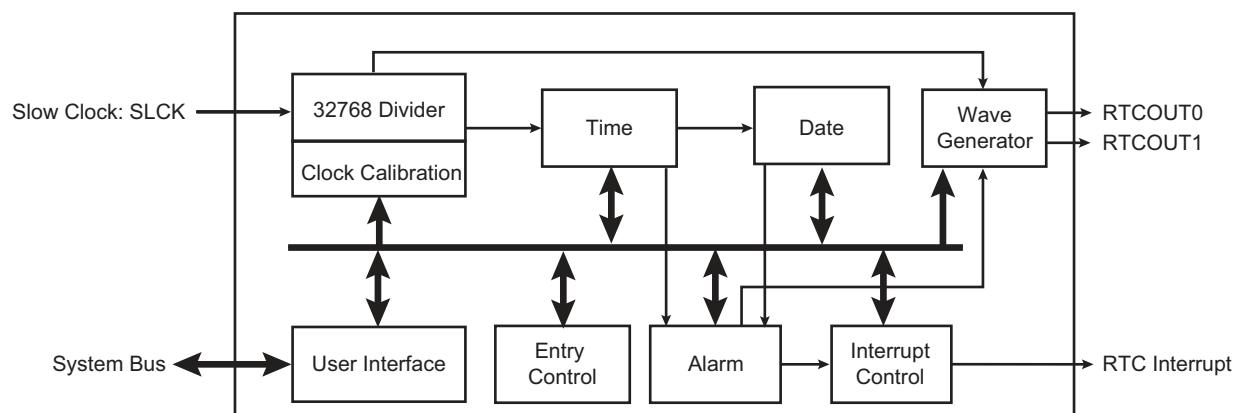 Slow Clock: SLCK
32768 Divider
Clock Calibration
Time
Date
Wave
Generator
RTCOUT0
RTCOUT1
System Bus
User Interface
Entry
Control
Alarm
Interrupt
Control
RTC Interrupt